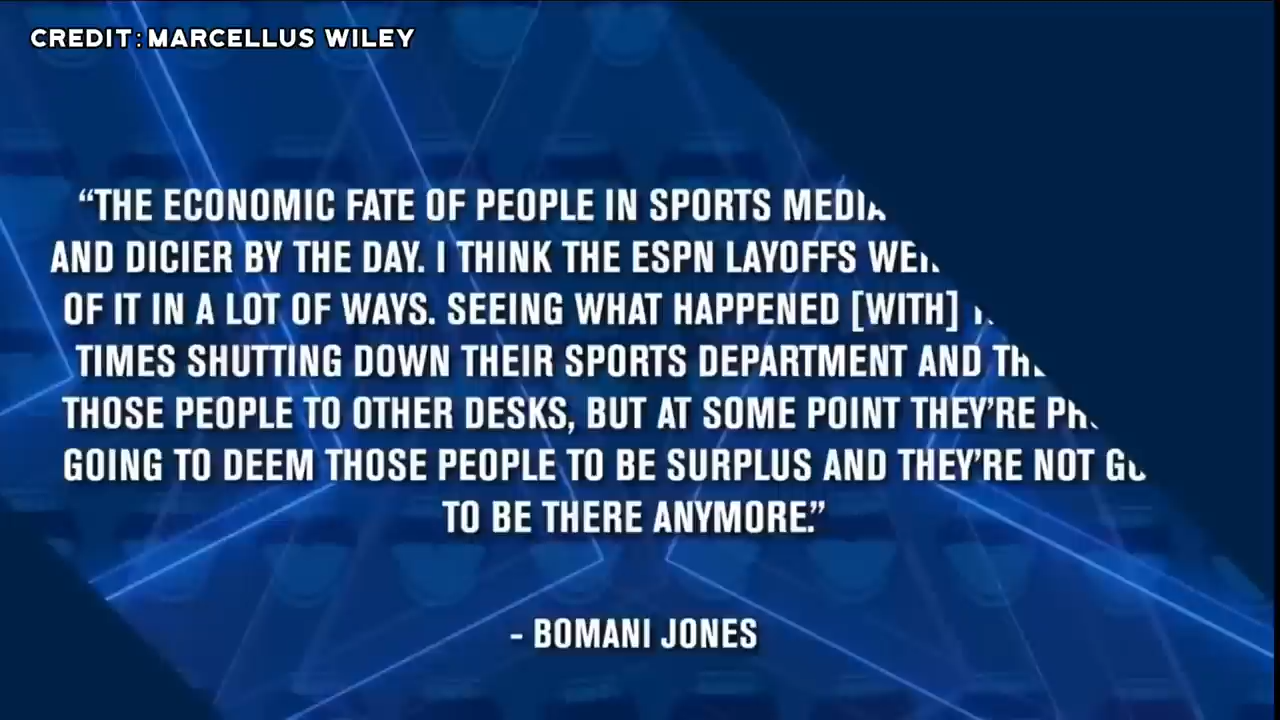 CREDIT: MARCELLUS WILEY
“THE ECONOMIC FATE OF PEOPLE IN SPORTS MEDIA
AND DICIER BY THE DAY. I THINK THE ESPN LAYOFFS
OF IT IN A LOT OF WAYS. SEEING WHAT HAPPENED [WITH]
TIMES SHUTTING DOWN THEIR SPORTS DEPARTMENT AND
THOSE PEOPLE TO OTHER DESKS, BUT AT SOME POINT THEY’RE
GOING TO DEEM THOSE PEOPLE TO BE SURPLUS AND THEY’RE NOT
TO BE THERE ANYMORE.”
- BOMANI JONES